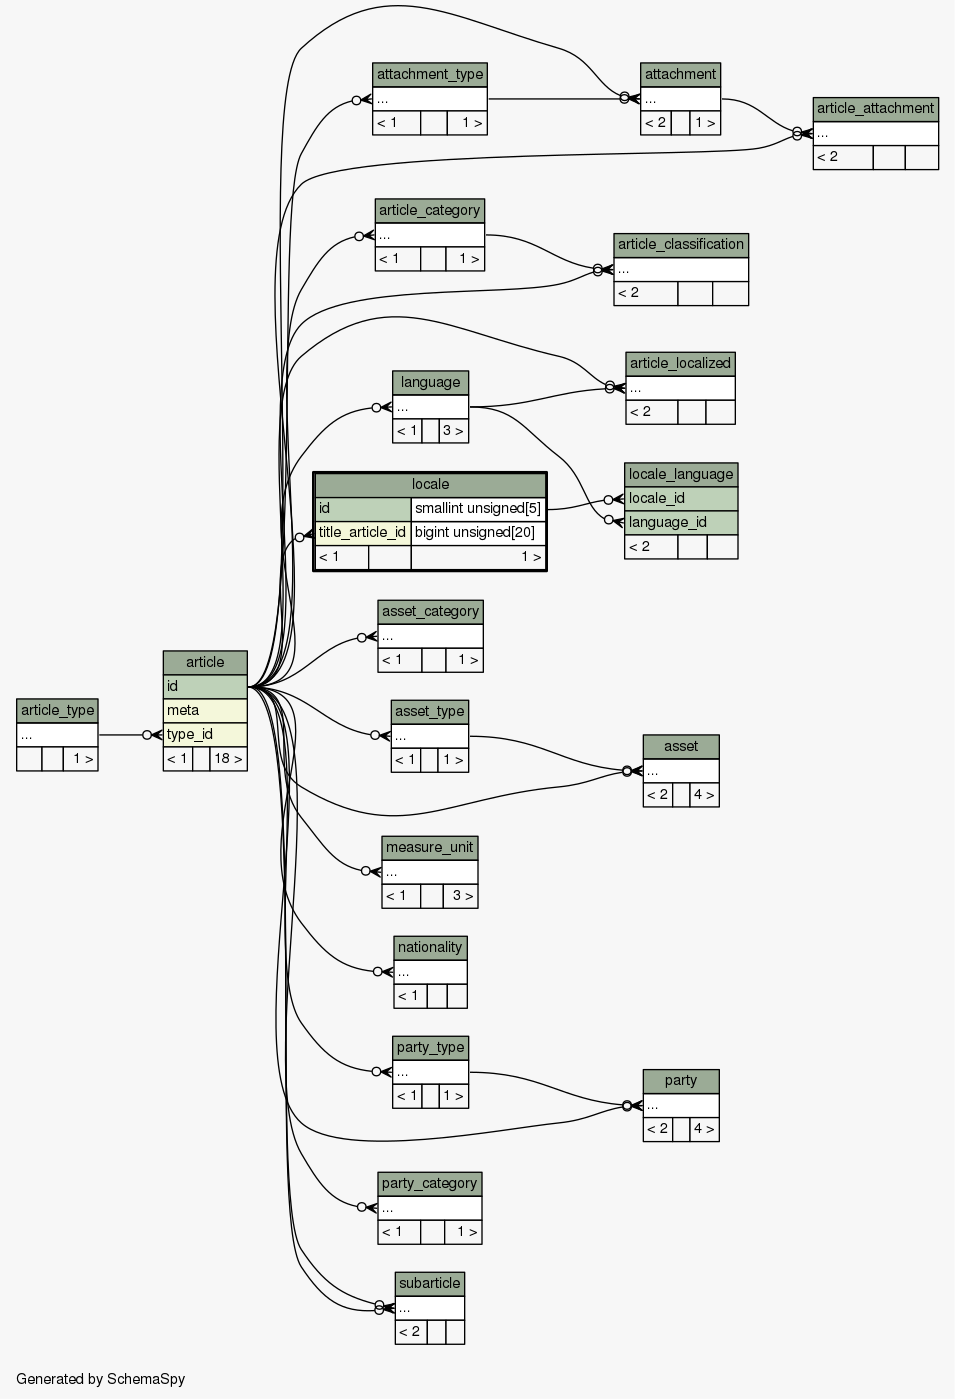 attachment_type
...
< 1 1 >
attachment
...
< 2 1 >
article_attachment
...
< 2
article_category
...
< 1 1 >
article_classification
...
< 2
article_localized
...
< 2
language
...
< 1 3 >
locale
id smallint unsigned[5]
title_article_id bigint unsigned[20]
< 1 1 >
locale_language
locale_id
language_id
< 2
asset_category
...
< 1 1 >
article
id
meta
type_id
< 1 18 >
article_type
...
1 >
asset_type
...
< 1 1 >
asset
...
< 2 4 >
measure_unit
...
< 1 3 >
nationality
...
< 1
party_type
...
< 1 1 >
party
...
< 2 4 >
party_category
...
< 1 1 >
subarticle
...
< 2
Generated by SchemaSpy